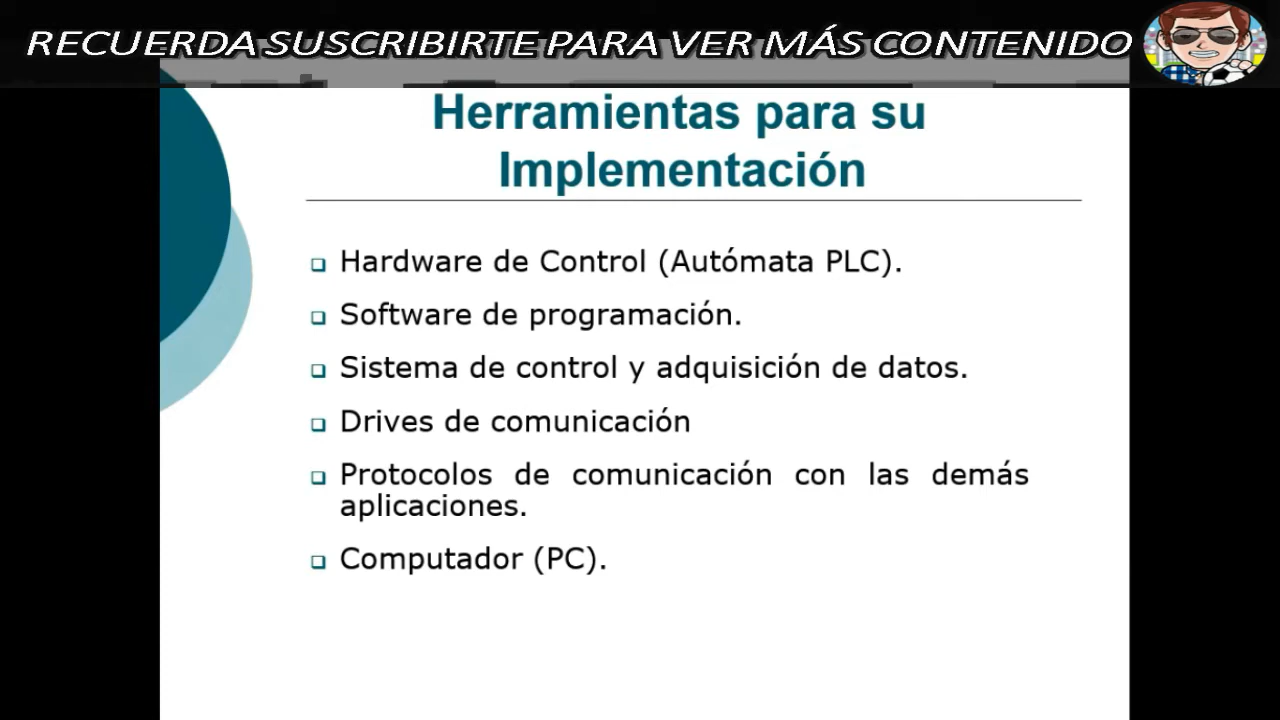 RECUERDA SUSCRIBIRTE PARA VER MÁS CONTENIDO
Herramientas para su
Implementación
Hardware de Control (Autómata PLC).
Software de programación.
Sistema de control y adquisición de datos.
Drives de comunicación
Protocolos de comunicación con las demás
aplicaciones.
Computador (PC).